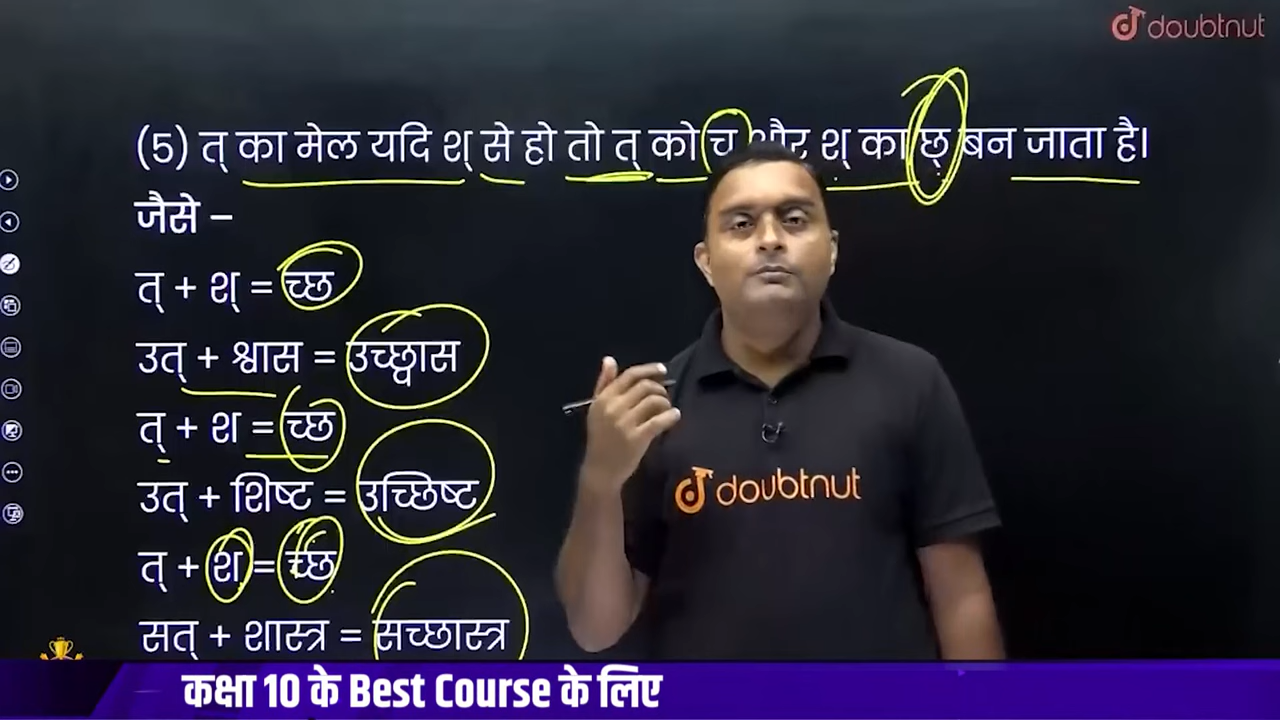 doubtnut
(5) त् का मेल यदि श् से हो तो त् को च और श् का छ् बन जाता है।
जैसे –
त् + श् = च्छ
उत् + श्वास = उच्छ्वास
त् + श = च्छ
उत् + शिष्ट = उच्छिष्ट
त् + श = च्छ
सत् + शास्त्र = सच्छास्त्र
doubtnut
कक्षा 10 के Best Course के लिए